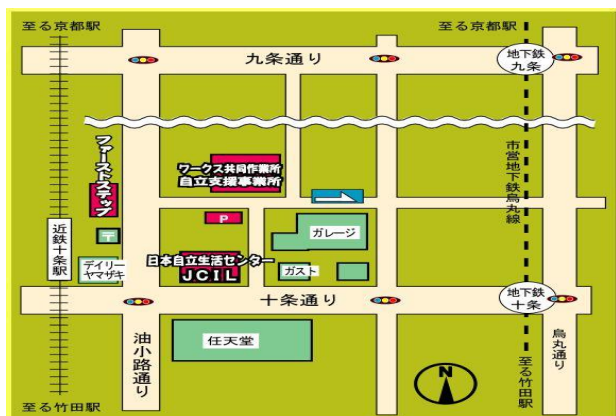 至る京都駅
至る京都駅
九条通り
地下鉄
九条
ファーストステップ
ワークス共同作業所
自立支援事業所
市営地下鉄烏丸線
P
〒
ガレージ
近鉄十条駅
デイリー
ヤマザキ
日本自立生活センター
JCIL
ガスト
十条通り
地下鉄
十条
油小路通り
任天堂
N
至る竹田駅
烏丸通り
至る竹田駅